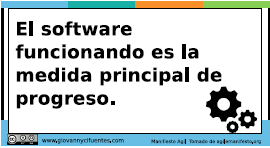 El software
funcionando es la
medida principal de
progreso.
www.giovannycifuentes.com
Manifiesto Agil Tomado de agilemanifesto.org